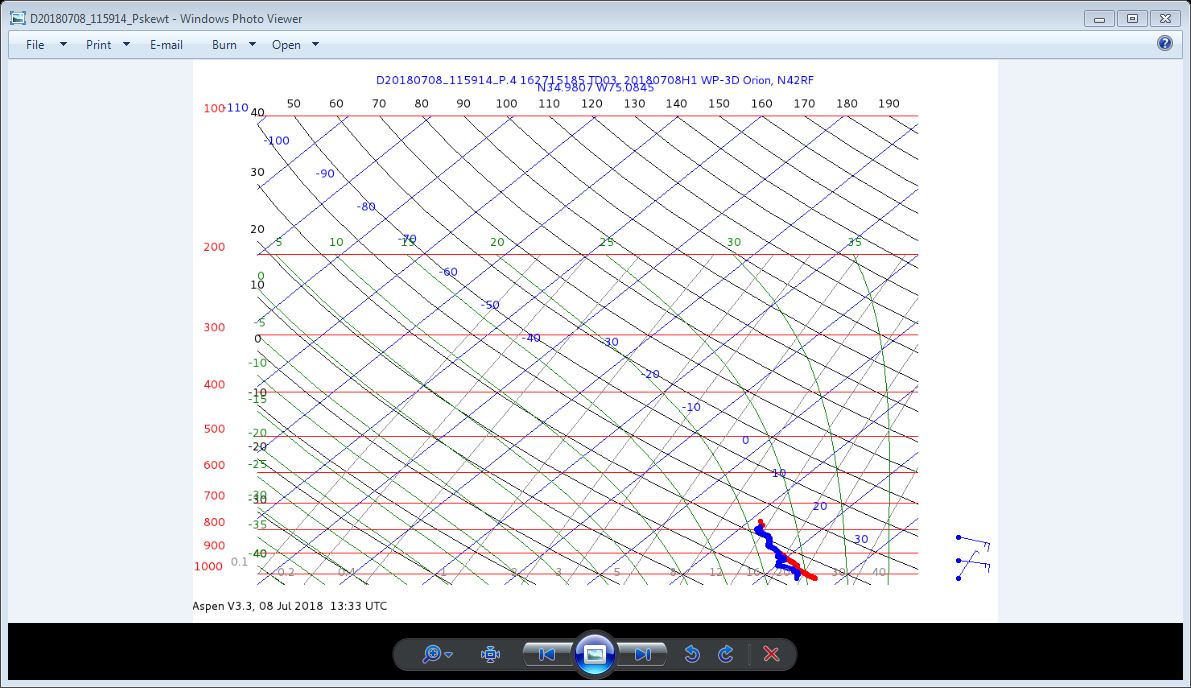 D20180708_115914_Pskewt - Windows Photo Viewer
File Print E-mail Burn Open
D20180708_115914_P.4 162715185 TD03, 20180708H1 WP-3D Orion, N42RF
N34.9807 W75.0845
50 60 70 80 90 100 110 120 130 140 150 160 170 180 190
100 -110 40
-100
30 -90
-80
20
-70
200 5 10 15 20 25 30 35
-60
0
10
-50
-5
300
0 -40 -30
-10
-20
400
-10
-15
-10
500
-20 0
-20
600 -25
10
700 -30
-30
20
800 -35
30
900
-40
1000 0.1 0.2 0.4 1 2 3 5 8 12 16 20 30 40
Aspen V3.3, 08 Jul 2018 13:33 UTC